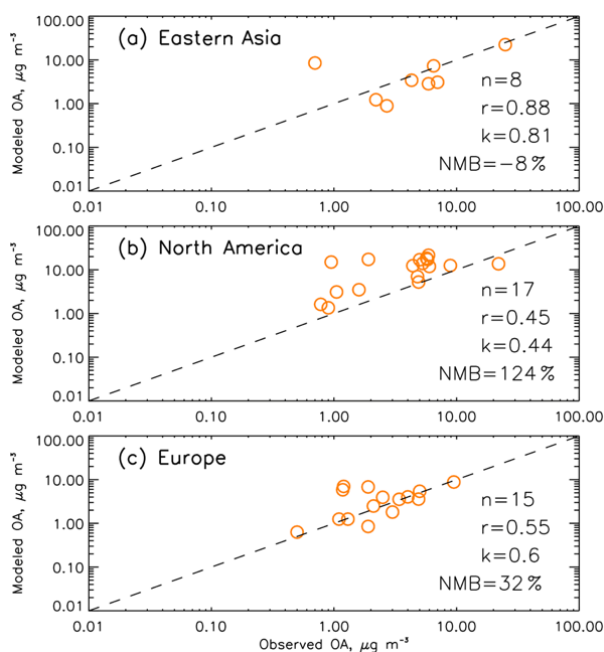 100.00
(a) Eastern Asia
10.00
n=8
1.00
r=0.88
k=0.81
0.10
NMB=−8%
0.01
Modeled OA, μg m⁻³
0.01 0.10 1.00 10.00 100.00
100.00
(b) North America
10.00
n=17
1.00
r=0.45
k=0.44
0.10
NMB=124%
0.01
Modeled OA, μg m⁻³
0.01 0.10 1.00 10.00 100.00
100.00
(c) Europe
10.00
n=15
1.00
r=0.55
k=0.6
0.10
NMB=32%
0.01
Modeled OA, μg m⁻³
0.01 0.10 1.00 10.00 100.00
Observed OA, μg m⁻³